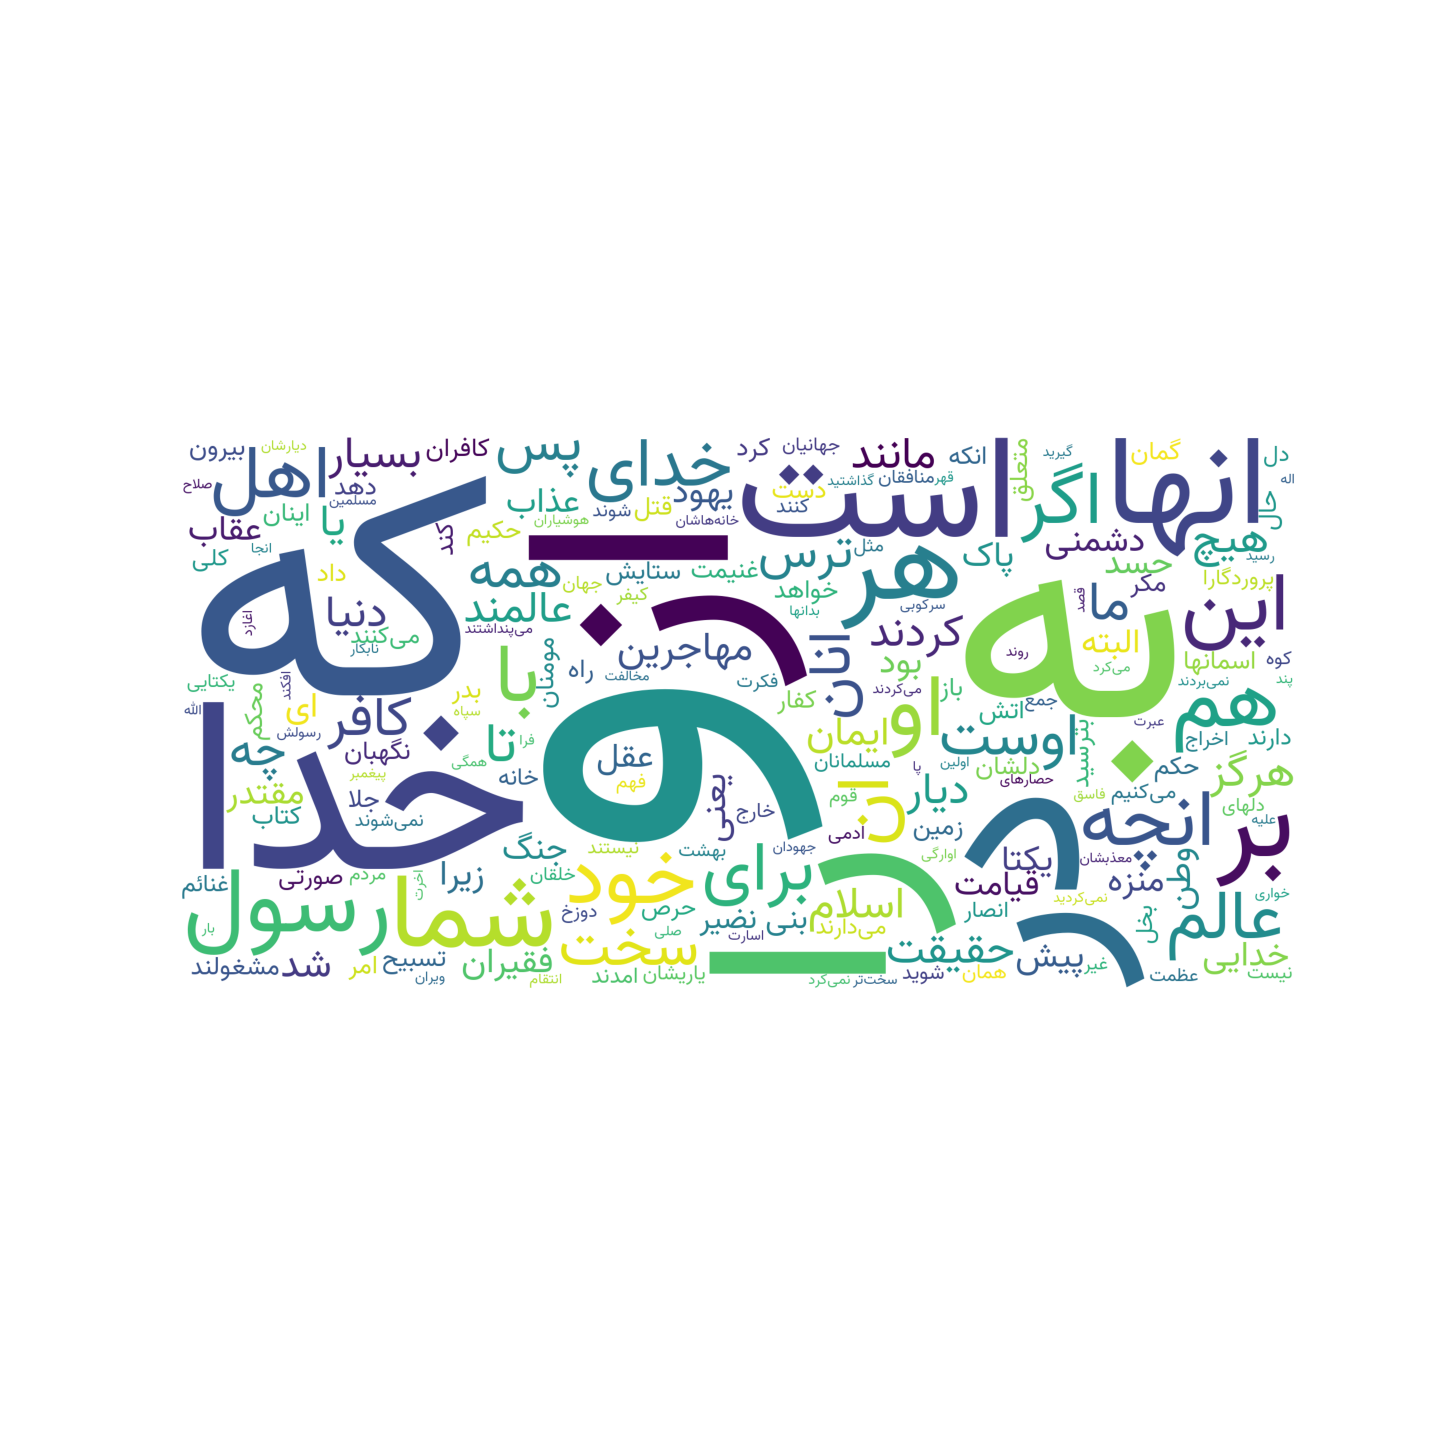 که
خدا
و
به
از
در
را
است
انها
هر
این
بر
شما
رسول
خود
خدای
اهل
اگر
هم
او
با
ان
انچه
عالم
برای
سخت
اوست
انان
همه
پس
مانند
بسیار
کافران
بیرون
دیارشان
صلاح
دهد
مسلمین
عقاب
اینان
یا
کلی
انجا
داد
دنیا
می‌کنند
نابکار
اغازد
کند
حکیم
عذاب
هوشیاران
شوند
قتل
یهود
خانه‌هاشان
کرد
جهانیان
دست
کنند
گذاشتید
منافقان
قهر
انکه
متعلق
گیرید
گمان
دل
اله
حال
هیچ
رسید
دشمنی
حسد
پروردگارا
مکر
قصد
ما
البته
می‌کرد
اسمانها
کوه
پند
نمی‌بردند
پاک
مثل
ترس
خواهد
بدانها
سرکوبی
کردند
روند
غنیمت
ستایش
جهان
کیفر
عالمند
می‌پنداشتند
مهاجرین
مخالفت
فکرت
راه
مومنان
کفار
بود
می‌کردند
باز
جمع
اتش
عبرت
بترسید
اخراج
دارند
هرگز
حکم
می‌کنیم
فاسق
دلهای
علیه
دلشان
اولین
حصارهای
پا
ایمان
مسلمانان
دیار
قوم
زمین
ادمی
اوارگی
یکتا
معذبشان
قیامت
منزه
وطن
خواری
نمی‌کردید
بخل
انصار
اسلام
می‌دارند
حقیقت
پیش
غیر
همان
شوید
سخت‌تر
نمی‌کرد
عظمت
خدایی
نیست
یکتایی
الله
افکند
محکم
ای
رسولش
کافر
بدر
سپاه
تا
فرا
همگی
چه
نگهبان
پیغمبر
مقتدر
کتاب
جلا
نمی‌شوند
خانه
عقل
فهم
یعنی
خارج
جهودان
نیستند
بهشت
جنگ
زیرا
خلقان
مردم
اخرت
صورتی
غنائم
بار
دوزخ
حرص
صلی
بنی نضیر
اسارت
مشغولند
شد
امر
تسبیح
ویران
فقیران
انتقام
امدند
یاریشان